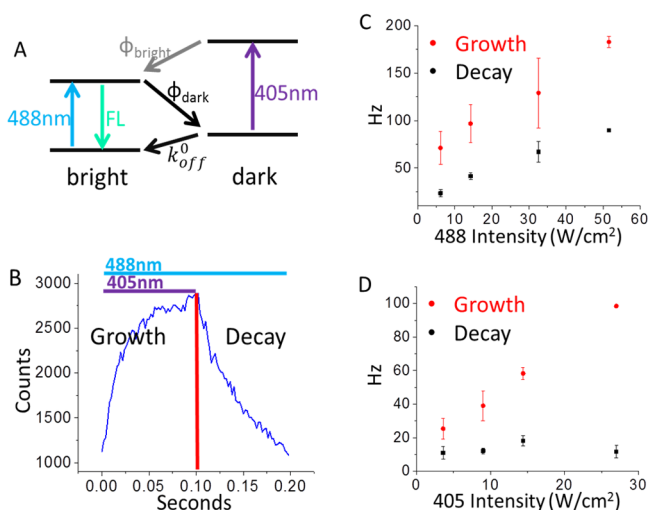 A
ϕbright
ϕdark
488nm
FL
405nm
k⁰off
bright
dark
B
488nm
405nm
3000
2500
2000
1500
1000
Counts
Growth
Decay
0.00 0.05 0.10 0.15 0.20
Seconds
C
200
150
100
50
0
Hz
Growth
Decay
0 10 20 30 40 50 60
488 Intensity (W/cm²)
D
100
80
60
40
20
0
Hz
Growth
Decay
0 10 20 30
405 Intensity (W/cm²)